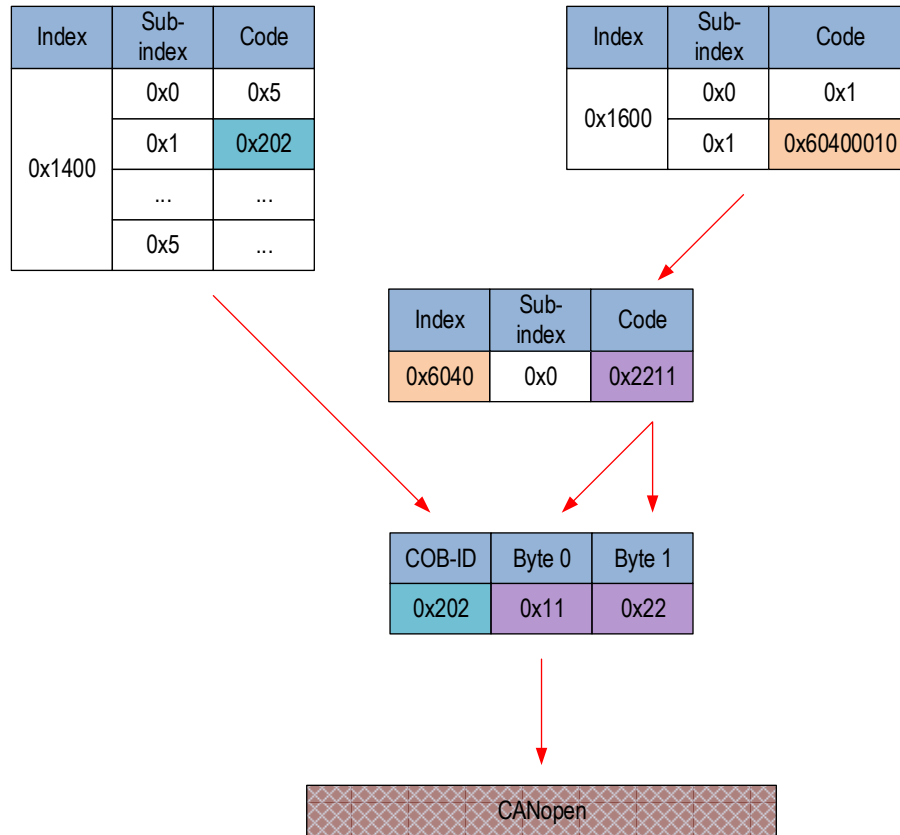 Index Sub-index Code
0x1400 0x0 0x5
0x1 0x202
... ...
0x5 ...
Index Sub-index Code
0x1600 0x0 0x1
0x1 0x60400010
Index Sub-index Code
0x6040 0x0 0x2211
COB-ID Byte 0 Byte 1
0x202 0x11 0x22
CANopen